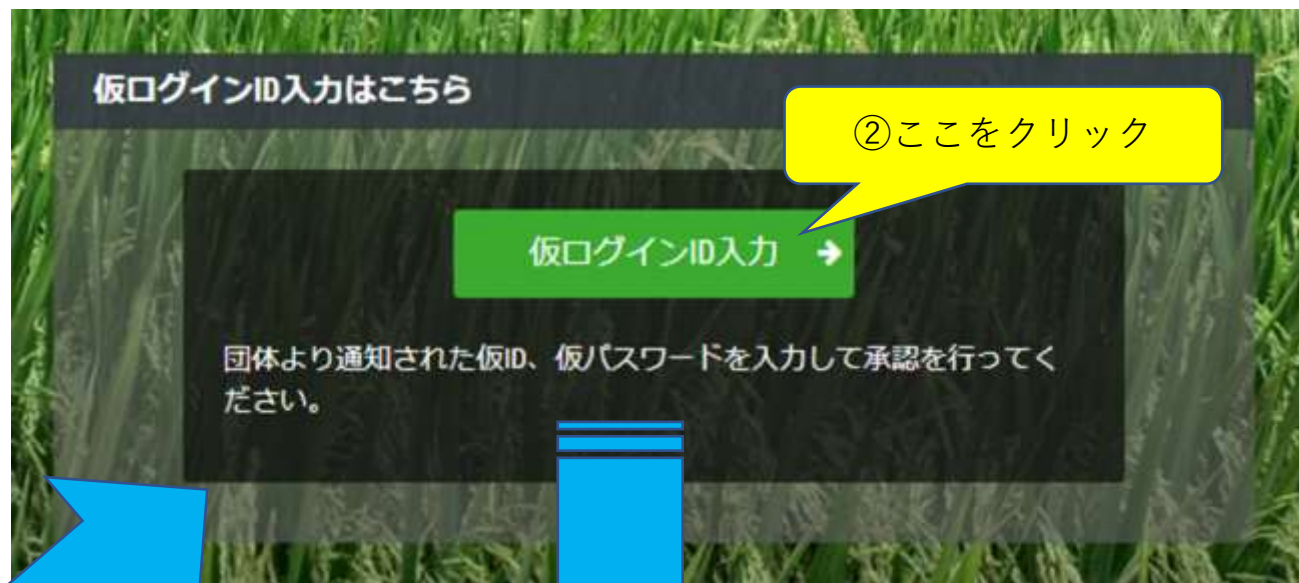 仮ログインID入力はこちら
②ここをクリック
仮ログインID入力
団体より通知された仮ID、仮パスワードを入力して承認を行ってく
ださい。